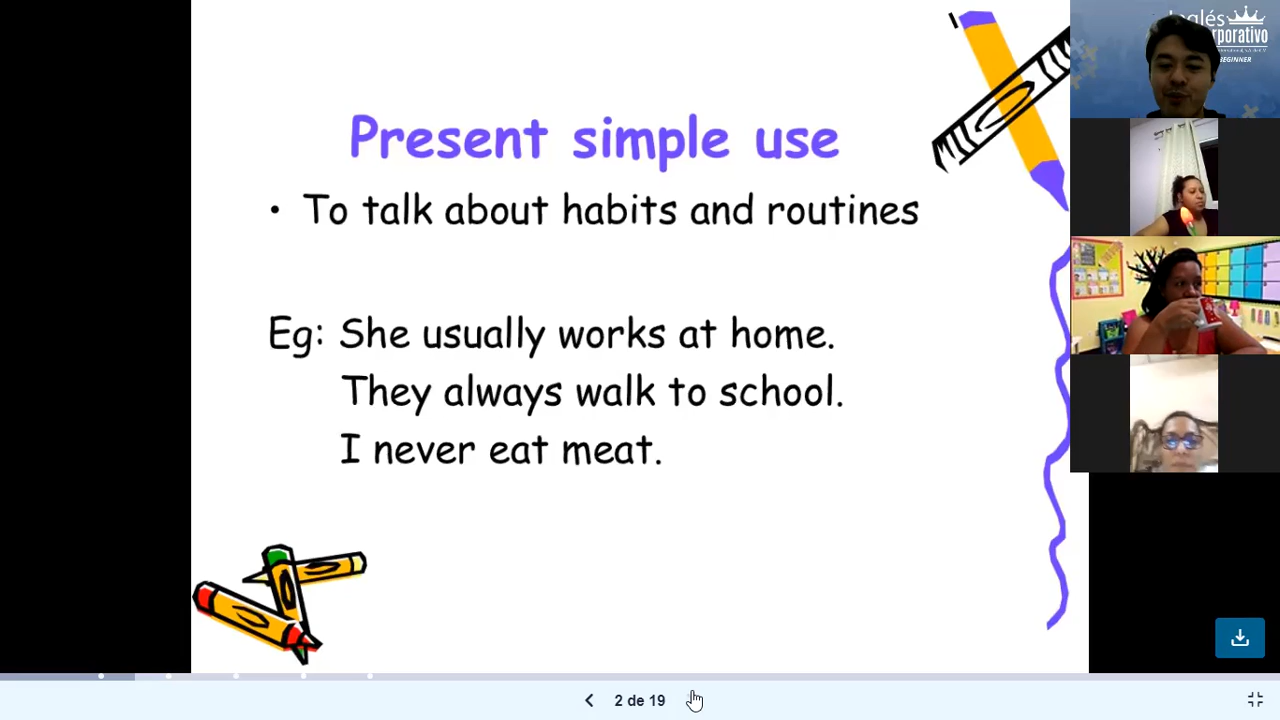 Present simple use
• To talk about habits and routines
Eg: She usually works at home.
They always walk to school.
I never eat meat.
BEGINNER
2 de 19